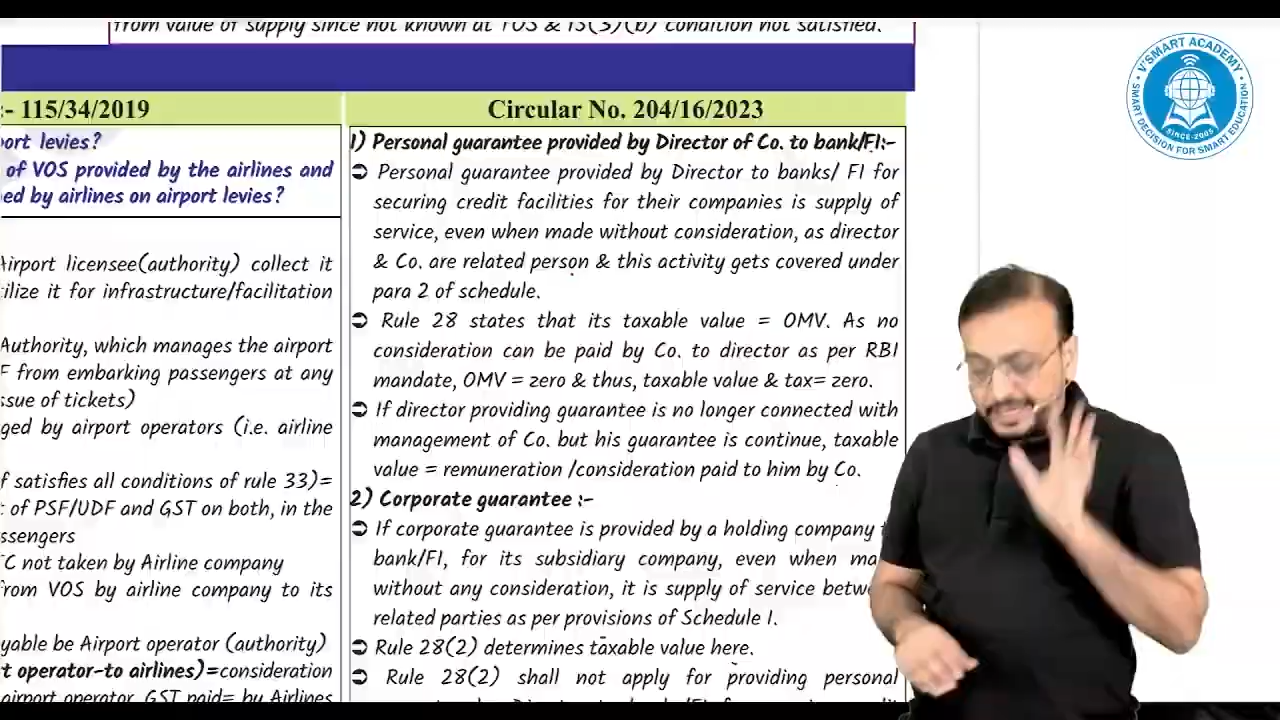 from value of supply since not known at TOS & 15(3)(b) condition not satisfied.
:- 115/34/2019
ort levies?
of VOS provided by the airlines and
ed by airlines on airport levies?
Airport licensee(authority) collect it
ilize it for infrastructure/facilitation
Authority, which manages the airport
F from embarking passengers at any
ssue of tickets)
ged by airport operators (i.e. airline
f satisfies all conditions of rule 33)=
t of PSF/UDF and GST on both, in the
ssengers
TC not taken by Airline company
from VOS by airline company to its
yable be Airport operator (authority)
t operator-to airlines)=consideration
airport operator, GST paid= by Airlines
Circular No. 204/16/2023
1) Personal guarantee provided by Director of Co. to bank/FI:-
➲ Personal guarantee provided by Director to banks/ FI for
securing credit facilities for their companies is supply of
service, even when made without consideration, as director
& Co. are related person & this activity gets covered under
para 2 of schedule.
➲ Rule 28 states that its taxable value = OMV. As no
consideration can be paid by Co. to director as per RBI
mandate, OMV = zero & thus, taxable value & tax= zero.
➲ If director providing guarantee is no longer connected with
management of Co. but his guarantee is continue, taxable
value = remuneration /consideration paid to him by Co.
2) Corporate guarantee :-
➲ If corporate guarantee is provided by a holding company
bank/FI, for its subsidiary company, even when ma
without any consideration, it is supply of service betw
related parties as per provisions of Schedule I.
➲ Rule 28(2) determines taxable value here.
➲ Rule 28(2) shall not apply for providing personal
V'SMART ACADEMY
SINCE-2005
SMART DECISION FOR SMART EDUCATION